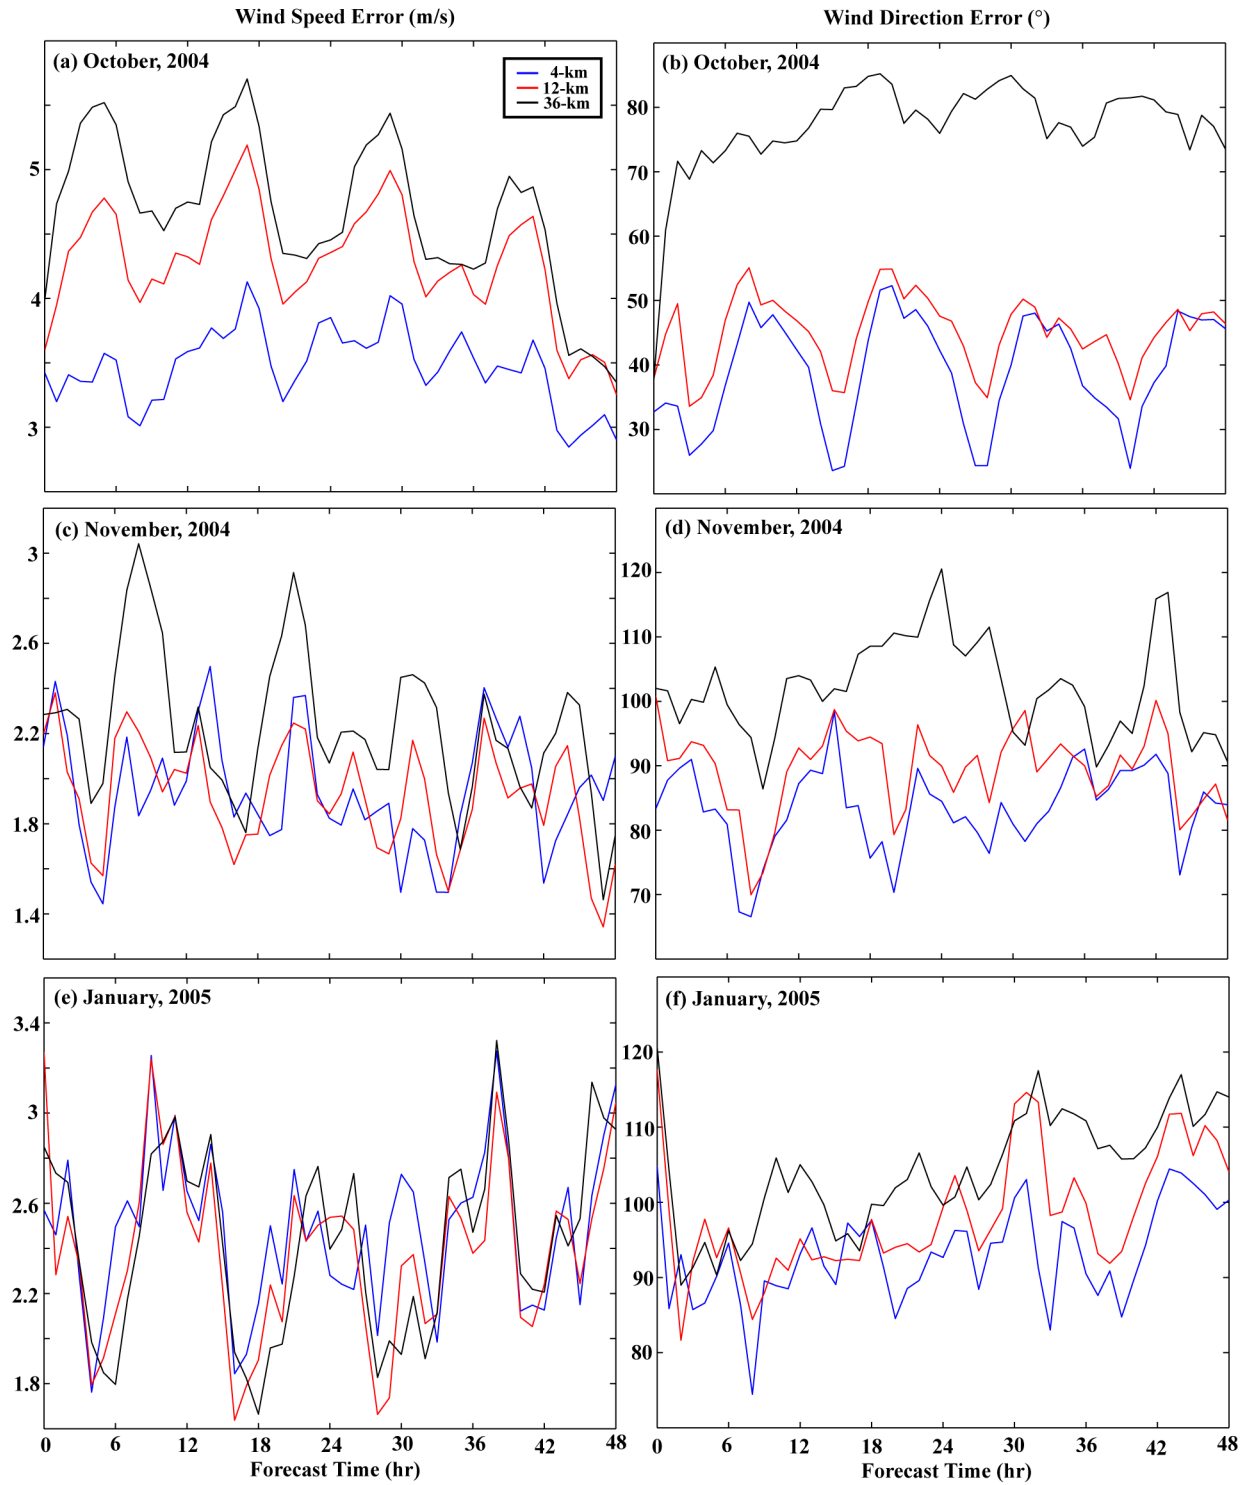 Wind Speed Error (m/s)
Wind Direction Error (°)
(a) October, 2004
4-km
12-km
36-km
5
4
3
(b) October, 2004
80
70
60
50
40
30
(c) November, 2004
3
2.6
2.2
1.8
1.4
(d) November, 2004
120
110
100
90
80
70
(e) January, 2005
3.4
3
2.6
2.2
1.8
0 6 12 18 24 30 36 42 48
Forecast Time (hr)
(f) January, 2005
120
110
100
90
80
0 6 12 18 24 30 36 42 48
Forecast Time (hr)